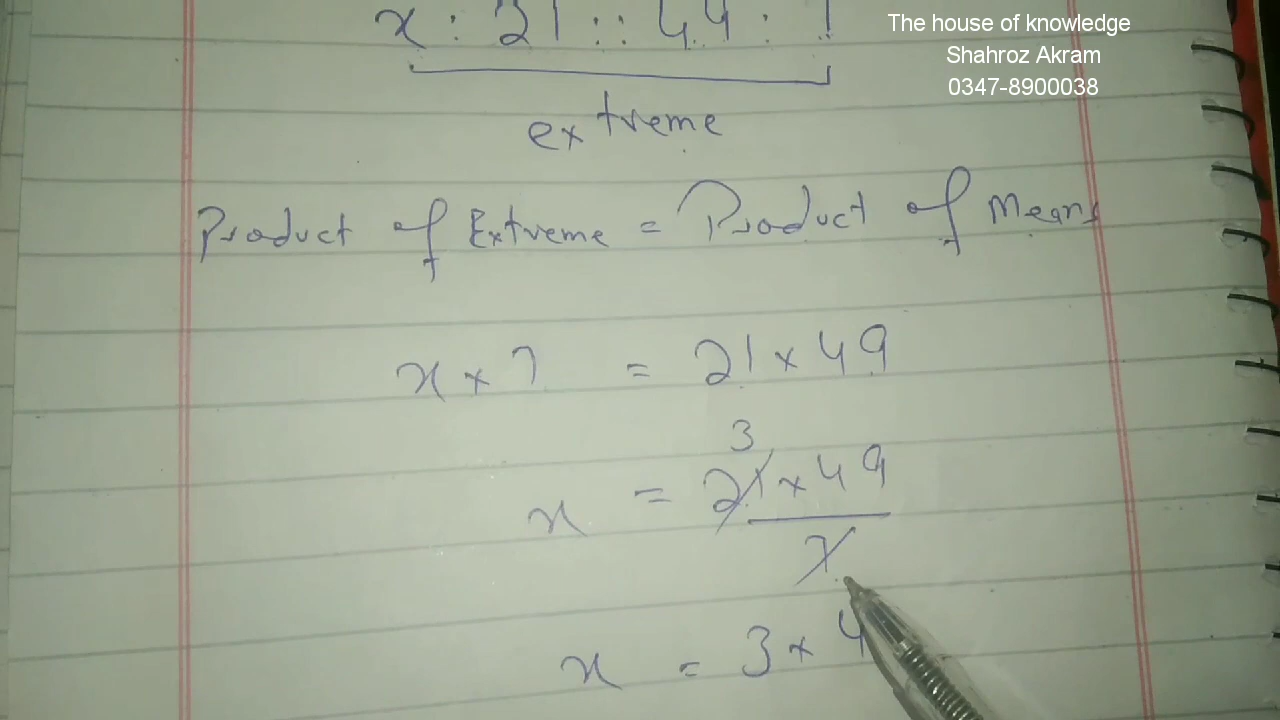 The house of knowledge
Shahroz Akram
0347-8900038
x : 21 :: 49 :
extreme
Product of Extreme = Product of Means
x × 7 = 21 × 49
3
x = 21 × 49
7
x = 3 × 4